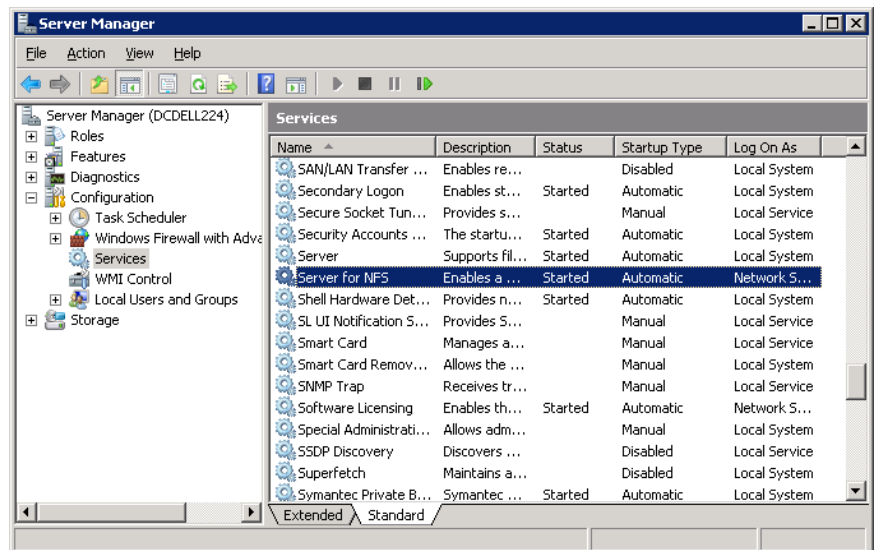 Server Manager
File Action View Help
Server Manager (DCDELL224)
Roles
Features
Diagnostics
Configuration
Task Scheduler
Windows Firewall with Adva
Services
WMI Control
Local Users and Groups
Storage
Services
Name Description Status Startup Type Log On As
SAN/LAN Transfer ... Enables re... Disabled Local System
Secondary Logon Enables st... Started Automatic Local System
Secure Socket Tun... Provides s... Manual Local Service
Security Accounts ... The startu... Started Automatic Local System
Server Supports fil... Started Automatic Local System
Server for NFS Enables a ... Started Automatic Network S...
Shell Hardware Det... Provides n... Started Automatic Local System
SL UI Notification S... Provides S... Manual Local Service
Smart Card Manages a... Manual Local Service
Smart Card Remov... Allows the ... Manual Local System
SNMP Trap Receives tr... Manual Local Service
Software Licensing Enables th... Started Automatic Network S...
Special Administrati... Allows adm... Manual Local System
SSDP Discovery Discovers ... Disabled Local Service
Superfetch Maintains a... Disabled Local System
Symantec Private B... Symantec ... Started Automatic Local System
Extended Standard